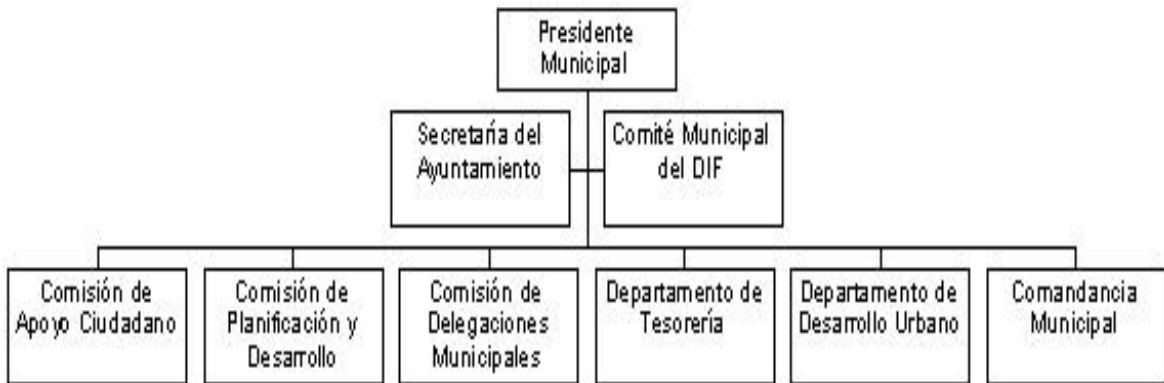 Presidente
Municipal
Secretaría del
Ayuntamiento
Comité Municipal
del DIF
Comisión de
Apoyo Ciudadano
Comisión de
Planificación y
Desarrollo
Comisión de
Delegaciones
Municipales
Departamento de
Tesorería
Departamento de
Desarrollo Urbano
Comandancia
Municipal